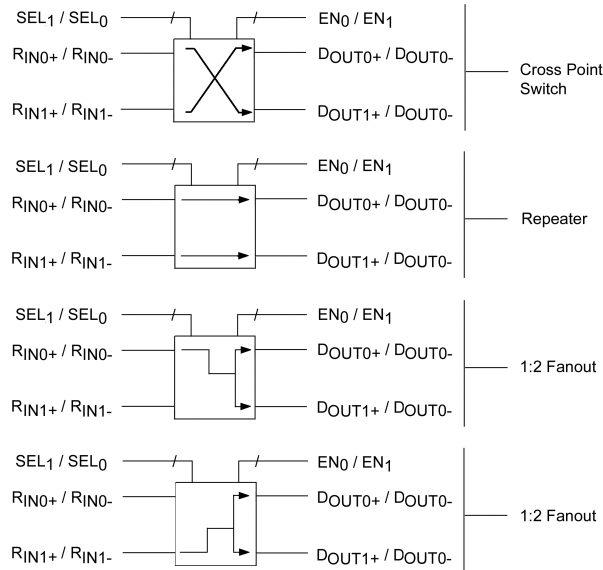 SEL1 / SEL0 EN0 / EN1
RIN0+ / RIN0- DOUT0+ / DOUT0-
Cross Point
Switch
RIN1+ / RIN1- DOUT1+ / DOUT0-
SEL1 / SEL0 EN0 / EN1
RIN0+ / RIN0- DOUT0+ / DOUT0-
Repeater
RIN1+ / RIN1- DOUT1+ / DOUT0-
SEL1 / SEL0 EN0 / EN1
RIN0+ / RIN0- DOUT0+ / DOUT0-
1:2 Fanout
RIN1+ / RIN1- DOUT1+ / DOUT0-
SEL1 / SEL0 EN0 / EN1
RIN0+ / RIN0- DOUT0+ / DOUT0-
1:2 Fanout
RIN1+ / RIN1- DOUT1+ / DOUT0-